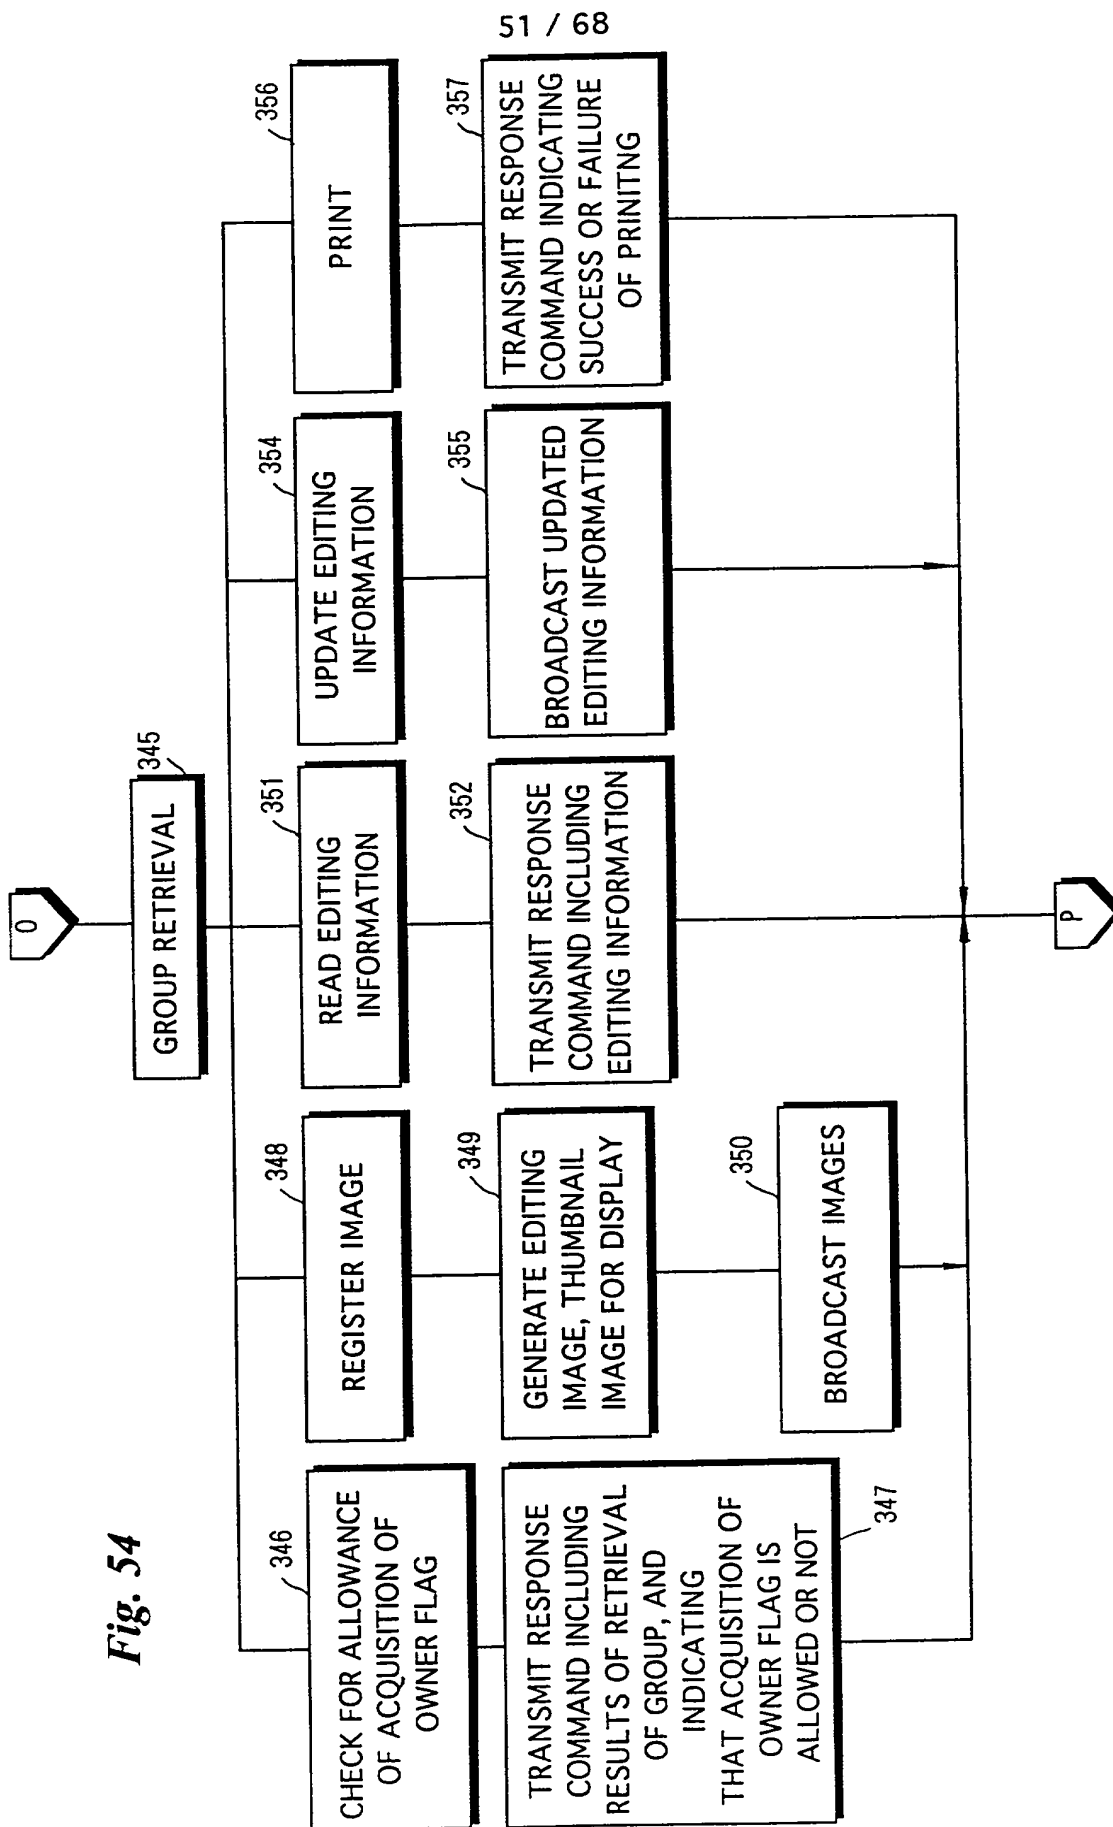 51 / 68
Fig. 54
O
GROUP RETRIEVAL
345
346
CHECK FOR ALLOWANCE
OF ACQUISITION OF
OWNER FLAG
TRANSMIT RESPONSE
COMMAND INCLUDING
RESULTS OF RETRIEVAL
OF GROUP, AND
INDICATING
THAT ACQUISITION OF
OWNER FLAG IS
ALLOWED OR NOT
347
348
REGISTER IMAGE
349
GENERATE EDITING
IMAGE, THUMBNAIL
IMAGE FOR DISPLAY
350
BROADCAST IMAGES
351
READ EDITING
INFORMATION
352
TRANSMIT RESPONSE
COMMAND INCLUDING
EDITING INFORMATION
354
UPDATE EDITING
INFORMATION
355
BROADCAST UPDATED
EDITING INFORMATION
356
PRINT
357
TRANSMIT RESPONSE
COMMAND INDICATING
SUCCESS OR FAILURE
OF PRINITNG
P